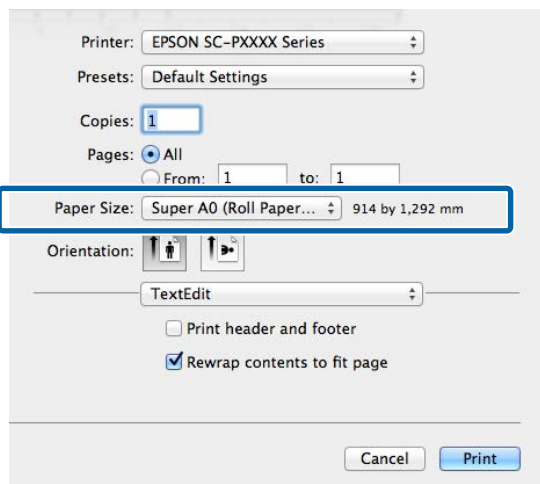 Printer: EPSON SC-PXXXX Series
Presets: Default Settings
Copies: 1
Pages: All
From: 1 to: 1
Paper Size: Super A0 (Roll Paper... 914 by 1,292 mm
Orientation:
TextEdit
Print header and footer
Rewrap contents to fit page
Cancel Print